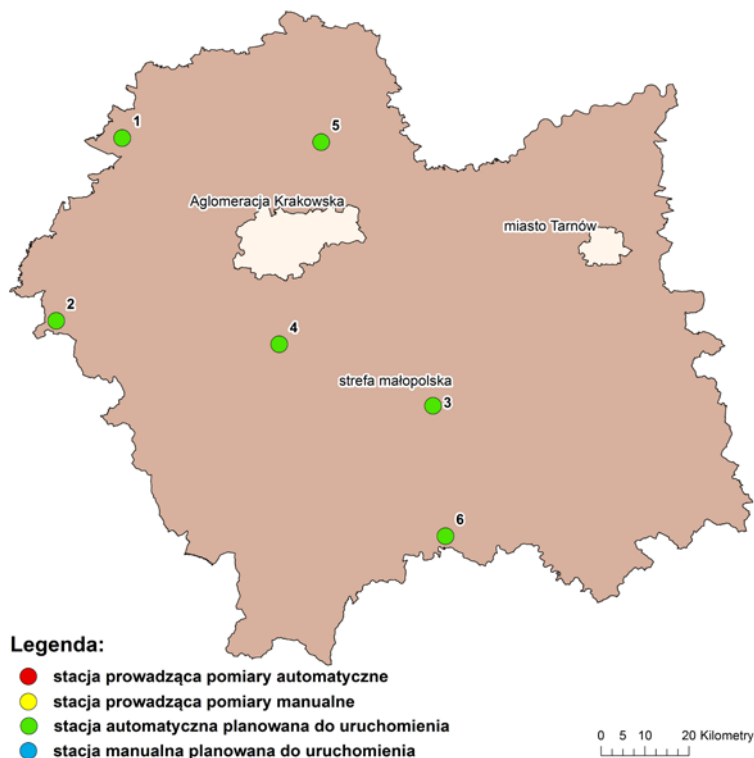 1
5
Aglomeracja Krakowska
miasto Tarnów
2
4
strefa małopolska
3
6
Legenda:
stacja prowadząca pomiary automatyczne
stacja prowadząca pomiary manualne
stacja automatyczna planowana do uruchomienia
stacja manualna planowana do uruchomienia
0 5 10 20 Kilometry